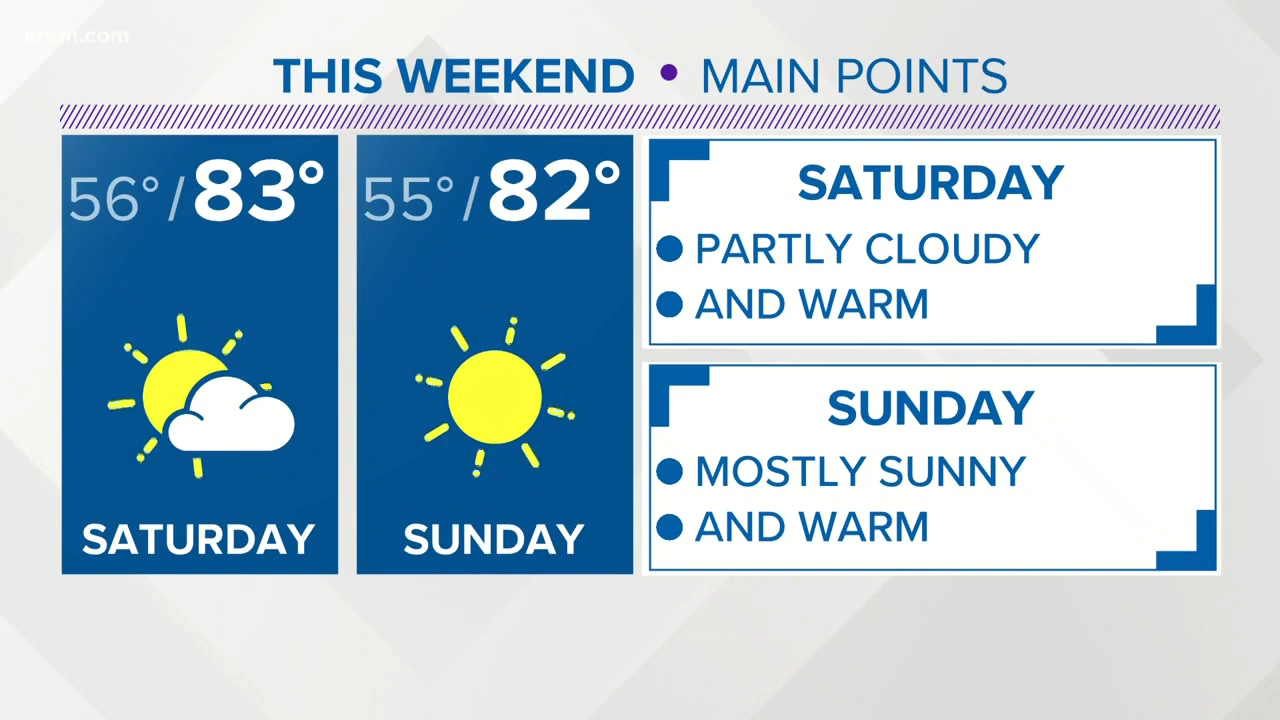 krem.com
THIS WEEKEND • MAIN POINTS
56°/83°
SATURDAY
55°/82°
SUNDAY
SATURDAY
● PARTLY CLOUDY
● AND WARM
SUNDAY
● MOSTLY SUNNY
● AND WARM